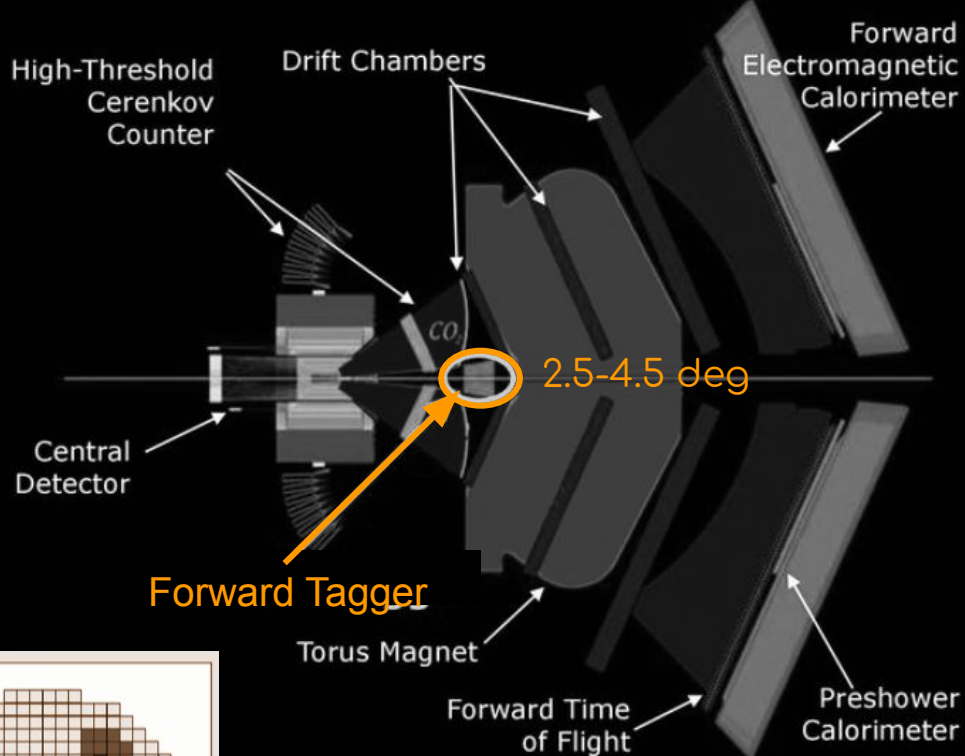 High-Threshold
Cerenkov
Counter
Drift Chambers
Forward
Electromagnetic
Calorimeter
CO₂
2.5-4.5 deg
Central
Detector
Forward Tagger
Torus Magnet
Forward Time
of Flight
Preshower
Calorimeter